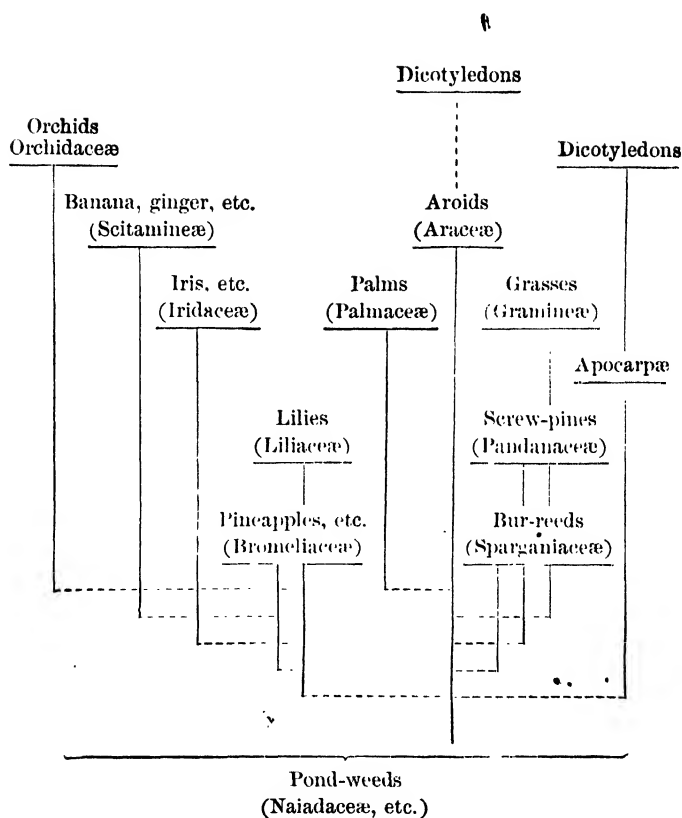 Dicotyledons
Orchids
Orchidaceæ
Dicotyledons
Banana, ginger, etc.
(Scitamineæ)
Aroids
(Araceæ)
Iris, etc.
(Iridaceæ)
Palms
(Palmaceæ)
Grasses
(Gramineæ)
Apocarpæ
Lilies
(Liliaceæ)
Screw-pines
(Pandanaceæ)
Pineapples, etc.
(Bromeliaceæ)
Bur-reeds
(Sparganiaceæ)
Pond-weeds
(Naiadaceæ, etc.)